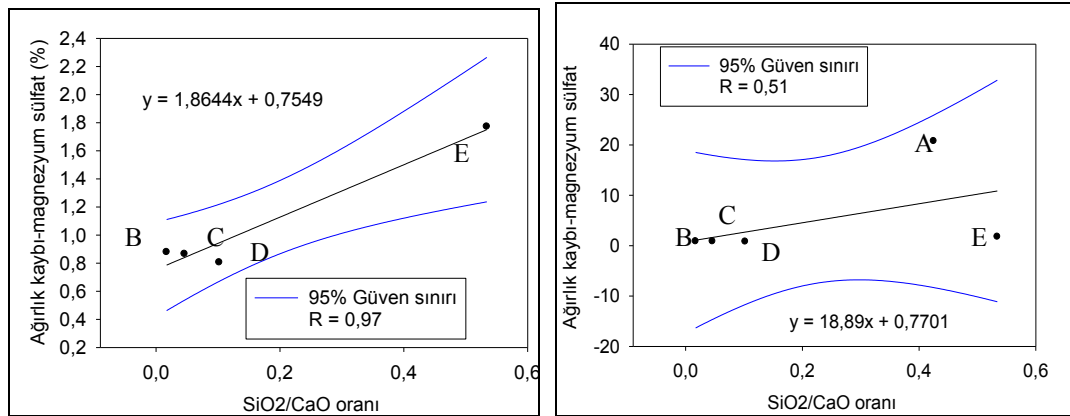 Ağırlık kaybı-magnezyum sülfat (%)
2,4
2,2
2,0
1,8
1,6
1,4
1,2
1,0
0,8
0,6
0,4
0,2
y = 1,8644x + 0,7549
B
C
D
E
95% Güven sınırı
R = 0,97
0,0
0,2
0,4
0,6
SiO2/CaO oranı
Ağırlık kaybı-magnezyum sülfat
40
30
20
10
0
-10
-20
95% Güven sınırı
R = 0,51
A
B
C
D
E
y = 18,89x + 0,7701
0,0
0,2
0,4
0,6
SiO2/CaO oranı